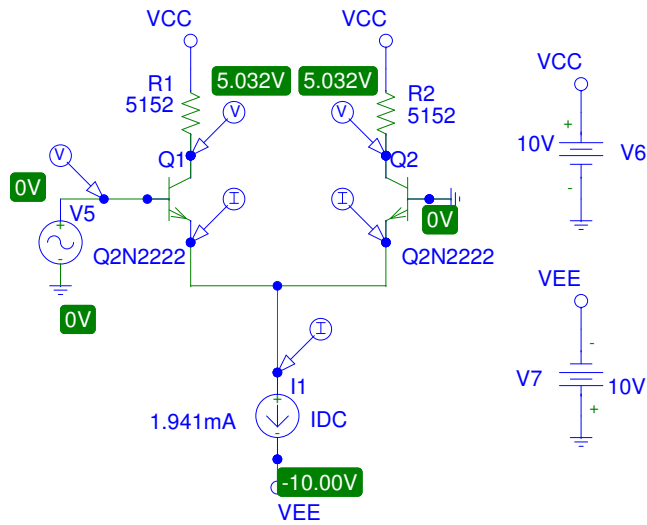 VCC
VCC
R1
5152
5.032V
5.032V
R2
5152
V
V
VCC
+
10V
V6
-
V
Q1
Q2
0V
V5
+
-
I
I
0V
Q2N2222
Q2N2222
0V
VEE
-
V7
10V
+
I
I1
+
1.941mA
IDC
-
-10.00V
VEE